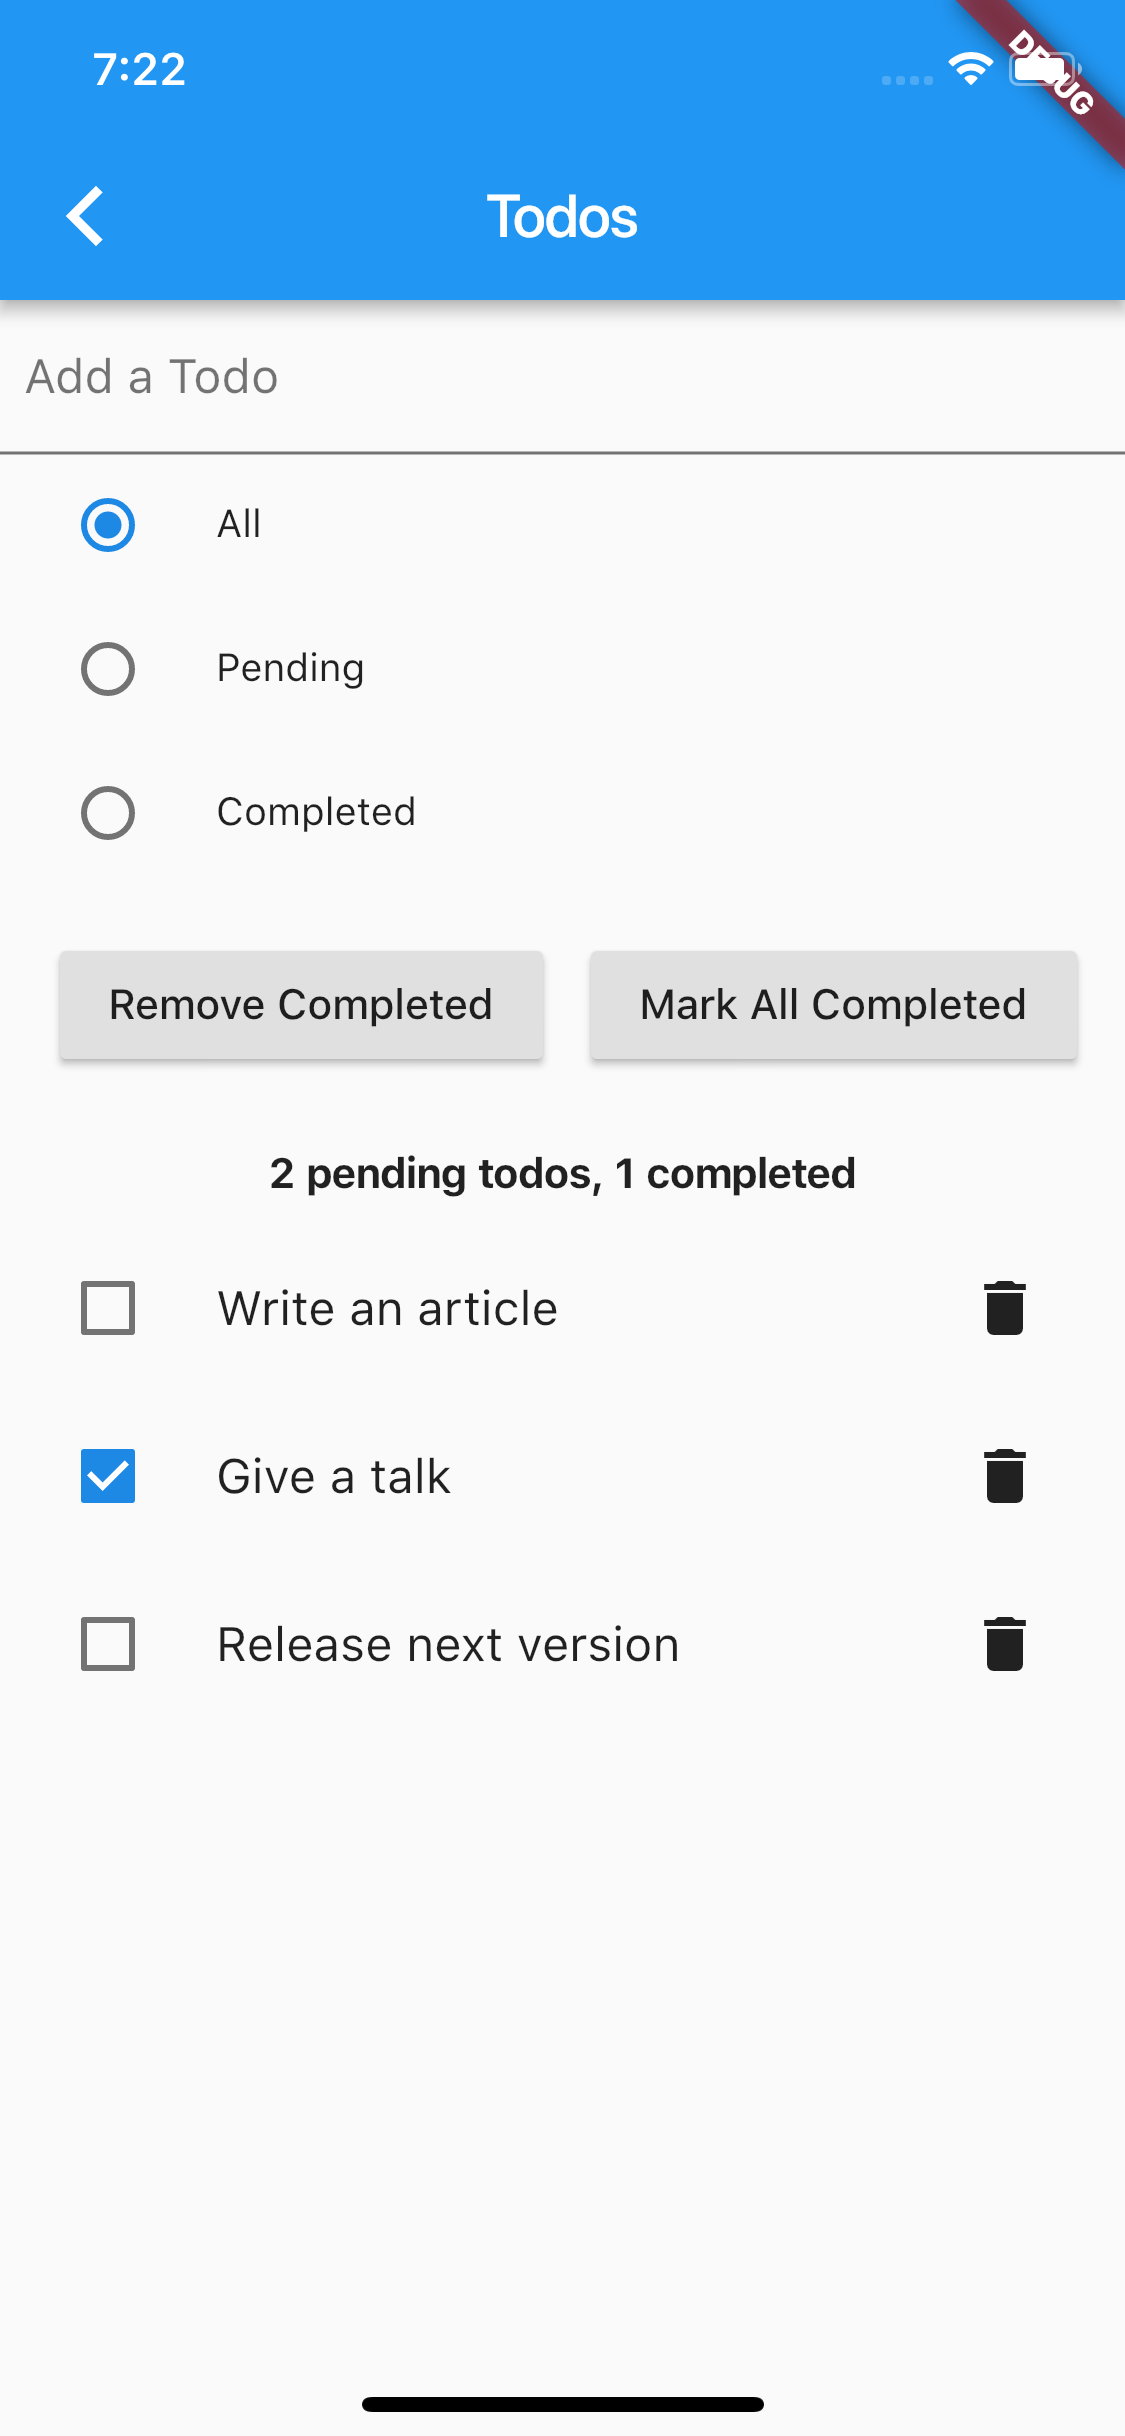 7:22
DEBUG
Todos
Add a Todo
All
Pending
Completed
Remove Completed
Mark All Completed
2 pending todos, 1 completed
Write an article
Give a talk
Release next version